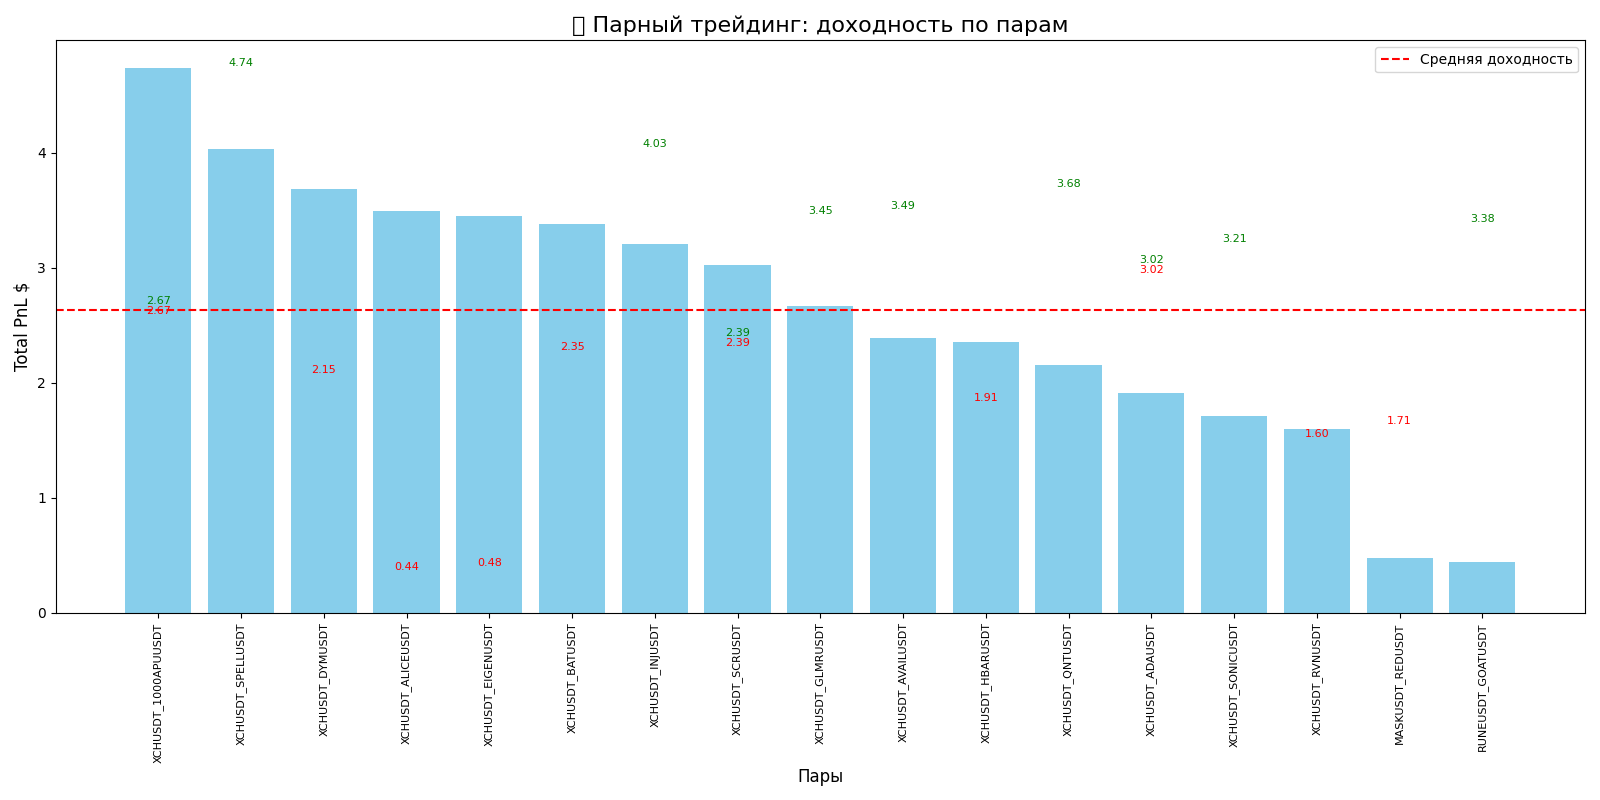 Парный трейдинг: доходность по парам
Средняя доходность
Total PnL $
4
3
2
1
0
4.74
4.03
3.68
3.45
3.49
3.38
3.21
3.02
3.02
2.67
2.67
2.39
2.39
2.35
2.15
1.91
1.71
1.60
0.48
0.44
XCHUSDT_1000APUUSDT
XCHUSDT_SPELLUSDT
XCHUSDT_DYMUSDT
XCHUSDT_ALICEUSDT
XCHUSDT_EIGENUSDT
XCHUSDT_BATUSDT
XCHUSDT_INJUSDT
XCHUSDT_SCRUSDT
XCHUSDT_GLMRUSDT
XCHUSDT_AVAILUSDT
XCHUSDT_HBARUSDT
XCHUSDT_QNTUSDT
XCHUSDT_ADAUSDT
XCHUSDT_SONICUSDT
XCHUSDT_RVNUSDT
MASKUSDT_REDUSDT
RUNEUSDT_GOATUSDT
Пары